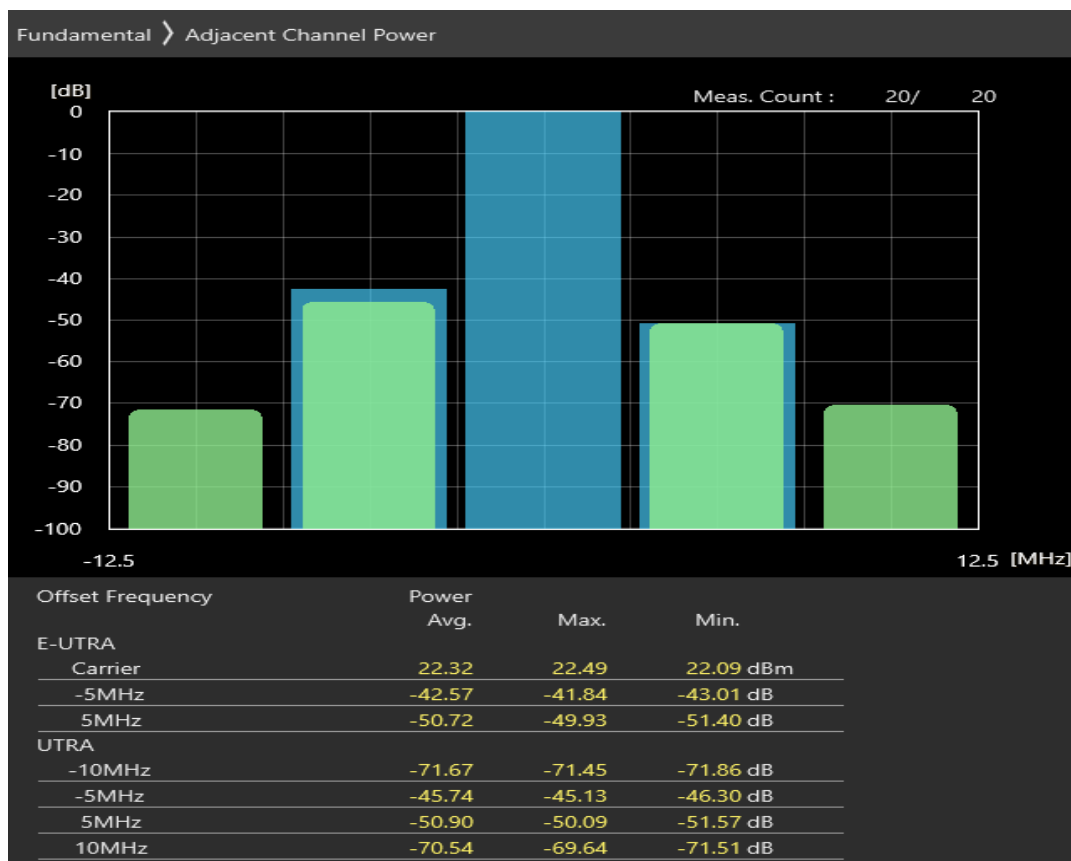 Fundamental ❯ Adjacent Channel Power
[dB]
Meas. Count : 20/ 20
0
-10
-20
-30
-40
-50
-60
-70
-80
-90
-100
-12.5 12.5 [MHz]
Offset Frequency Power
Avg. Max. Min.
E-UTRA
Carrier 22.32 22.49 22.09 dBm
-5MHz -42.57 -41.84 -43.01 dB
5MHz -50.72 -49.93 -51.40 dB
UTRA
-10MHz -71.67 -71.45 -71.86 dB
-5MHz -45.74 -45.13 -46.30 dB
5MHz -50.90 -50.09 -51.57 dB
10MHz -70.54 -69.64 -71.51 dB